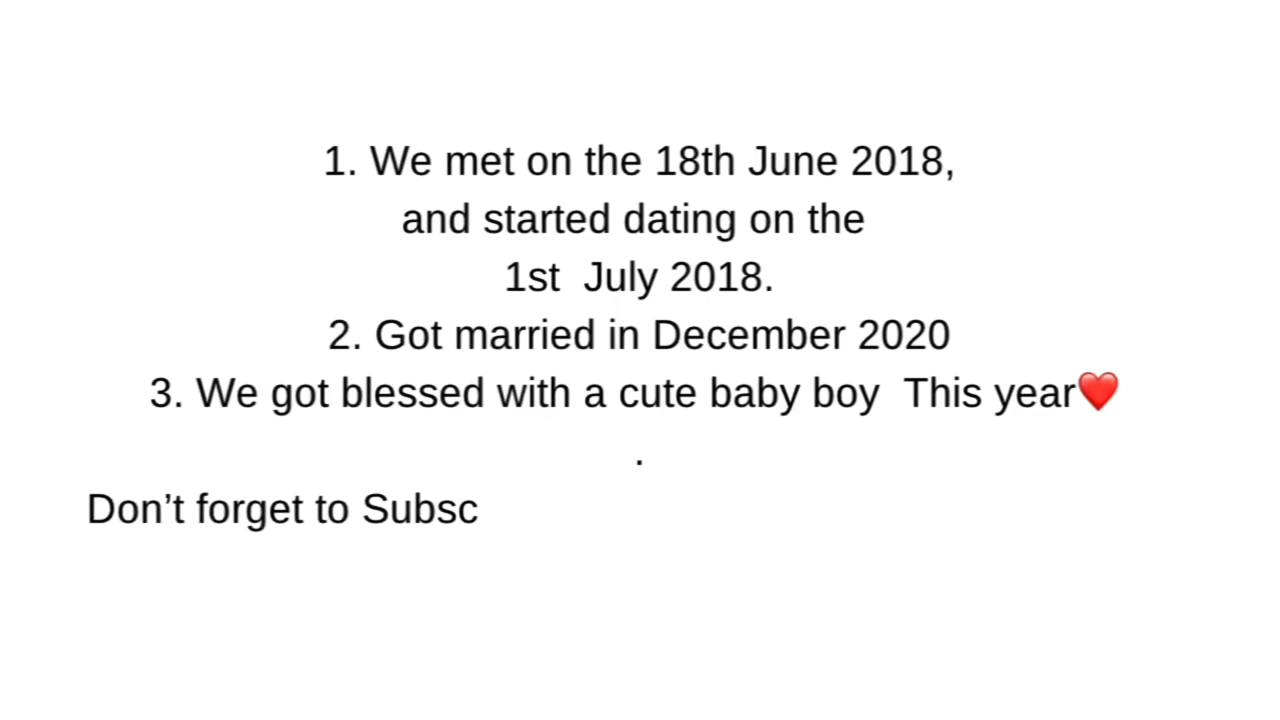 1. We met on the 18th June 2018,
and started dating on the
1st  July 2018.
2. Got married in December 2020
3. We got blessed with a cute baby boy  This year❤️
.
Don’t forget to Subsc